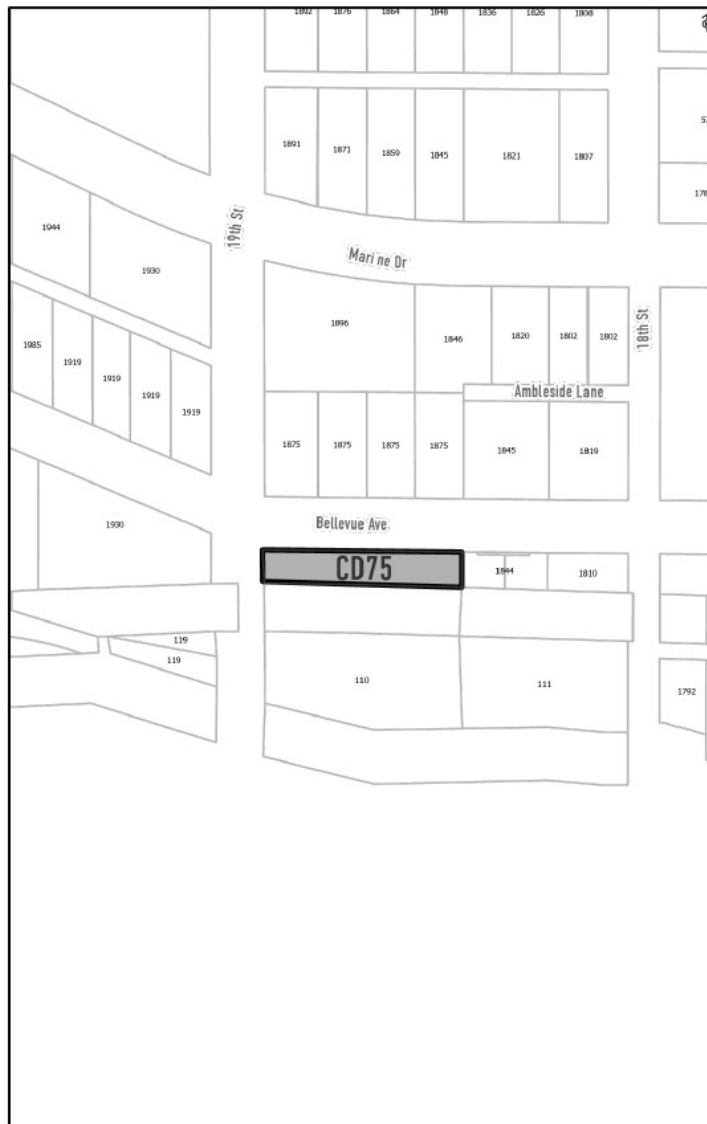 1892 1876 1864 1848 1836 1826 1808
1891 1871 1859 1845 1821 1807
1944
1930
19th St
Marine Dr
1896 1846 1820 1802 1802
18th St
1985 1919 1919 1919 1919
Ambleside Lane
1875 1875 1875 1875 1845 1819
1930
Bellevue Ave
CD75
1844 1810
119
119
110 111
1792